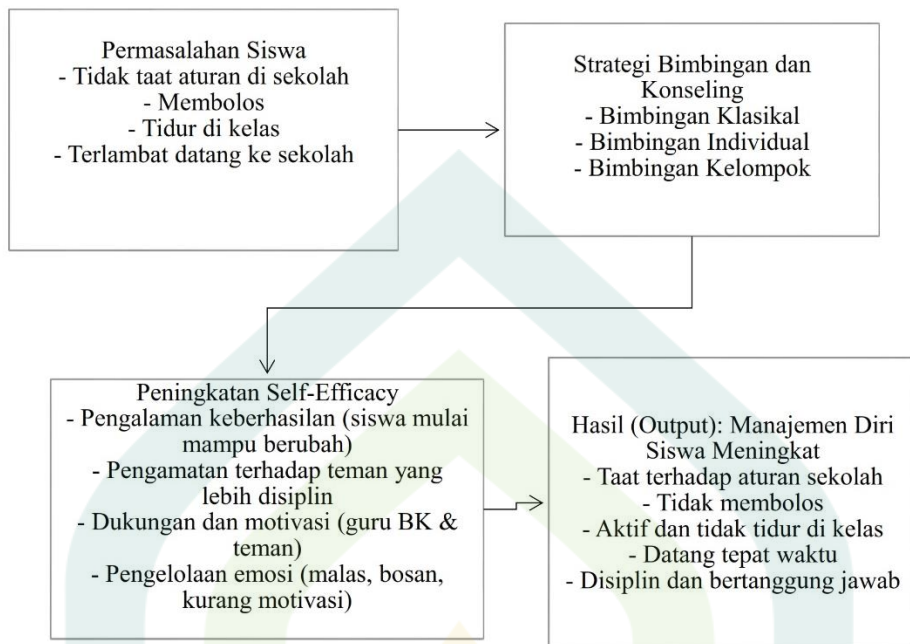 Permasalahan Siswa
- Tidak taat aturan di sekolah
- Membolos
- Tidur di kelas
- Terlambat datang ke sekolah
Strategi Bimbingan dan
Konseling
- Bimbingan Klasikal
- Bimbingan Individual
- Bimbingan Kelompok
Peningkatan Self-Efficacy
- Pengalaman keberhasilan (siswa mulai
mampu berubah)
- Pengamatan terhadap teman yang
lebih disiplin
- Dukungan dan motivasi (guru BK &
teman)
- Pengelolaan emosi (malas, bosan,
kurang motivasi)
Hasil (Output): Manajemen Diri
Siswa Meningkat
- Taat terhadap aturan sekolah
- Tidak membolos
- Aktif dan tidak tidur di kelas
- Datang tepat waktu
- Disiplin dan bertanggung jawab